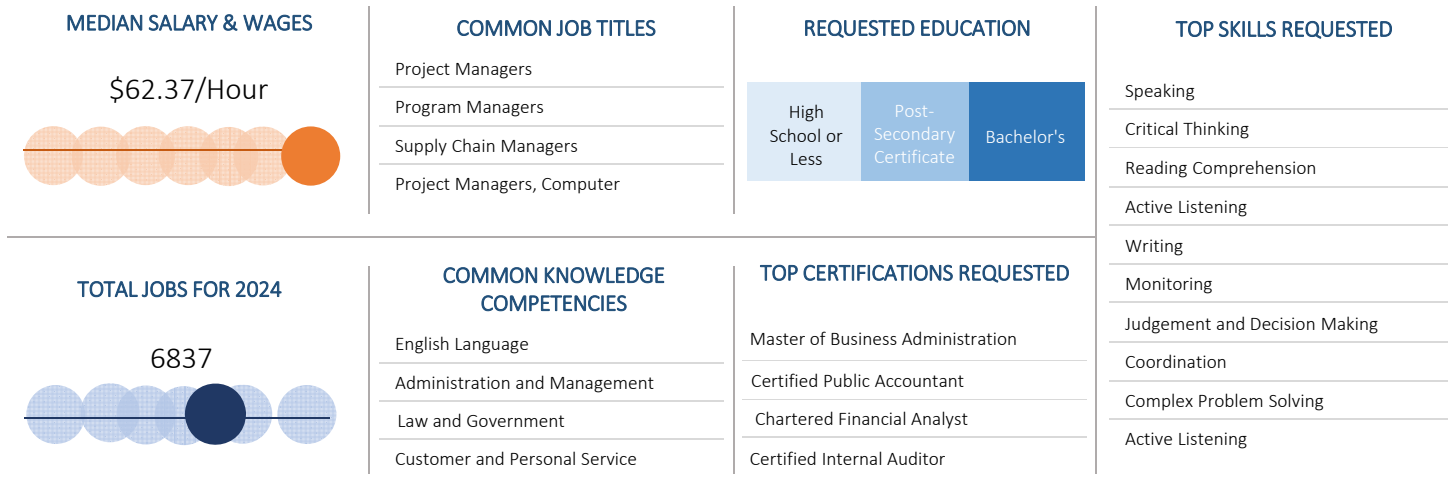 MEDIAN SALARY & WAGES
$62.37/Hour
COMMON JOB TITLES
Project Managers
Program Managers
Supply Chain Managers
Project Managers, Computer
REQUESTED EDUCATION
High
School or
Less
Post-
Secondary
Certificate
Bachelor's
TOP SKILLS REQUESTED
Speaking
Critical Thinking
Reading Comprehension
Active Listening
Writing
Monitoring
Judgement and Decision Making
Coordination
Complex Problem Solving
Active Listening
TOTAL JOBS FOR 2024
6837
COMMON KNOWLEDGE
COMPETENCIES
English Language
Administration and Management
Law and Government
Customer and Personal Service
TOP CERTIFICATIONS REQUESTED
Master of Business Administration
Certified Public Accountant
Chartered Financial Analyst
Certified Internal Auditor